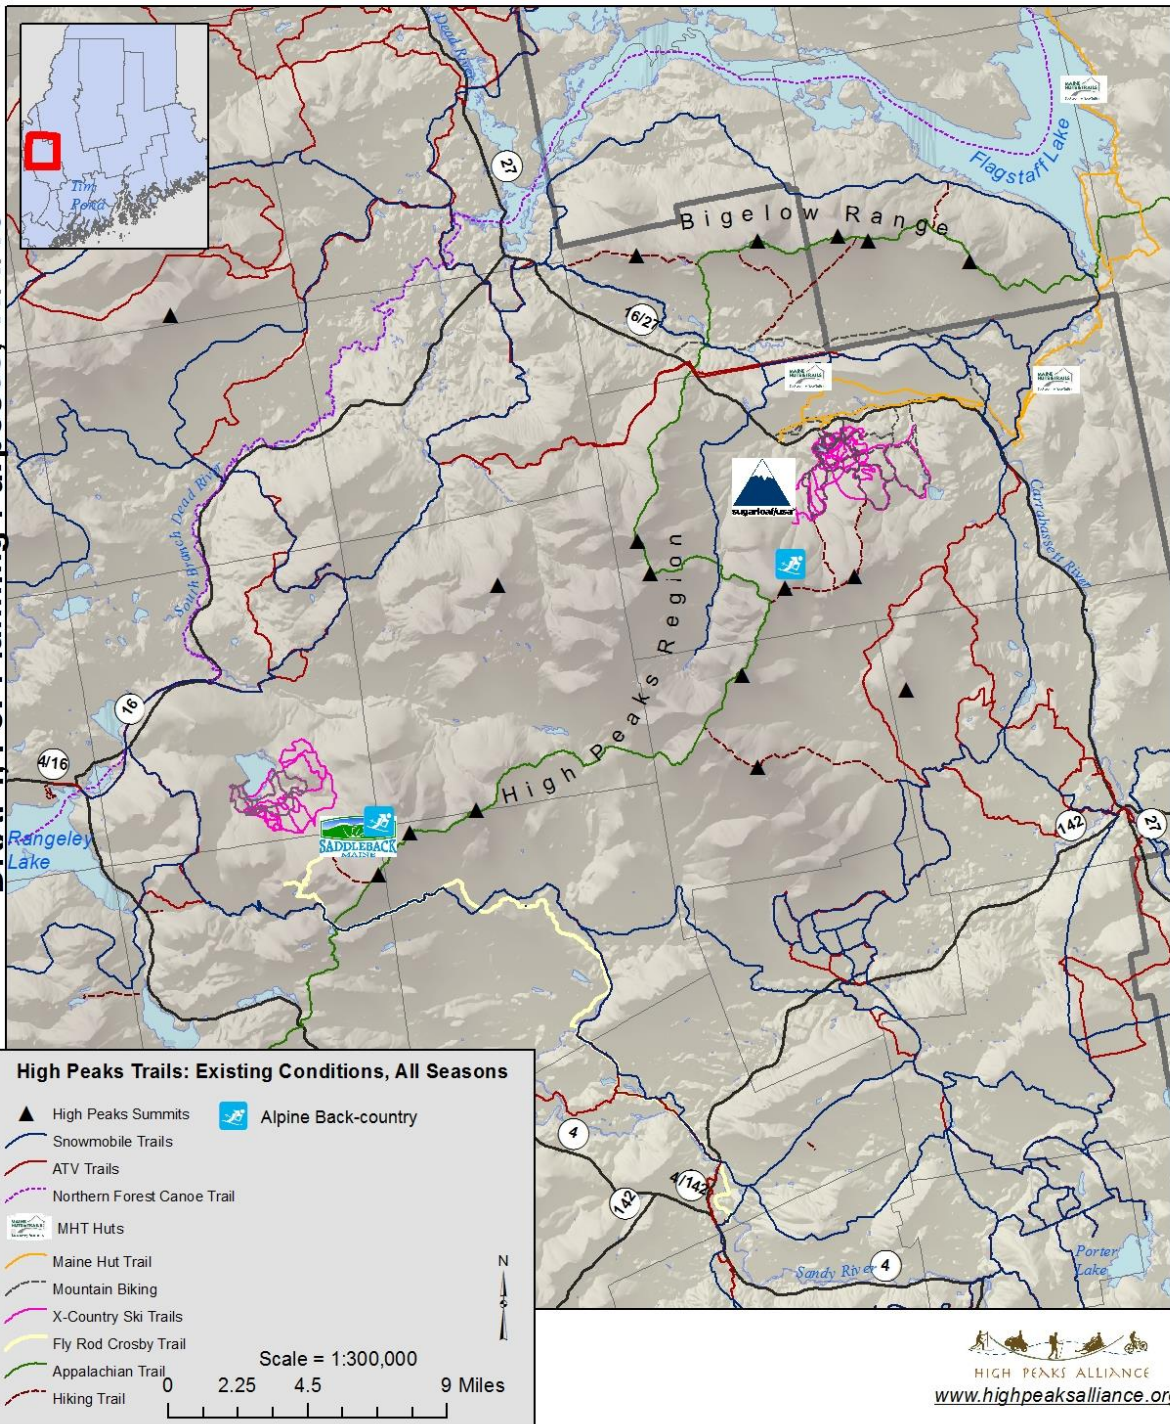 Tim
Pond
Dead River
27
Flagstaff Lake
Bigelow Range
16/27
MAINE
HUTS&TRAILS
sugarloaf/usa
South Branch Dead River
Carrabassett River
High Peaks Region
16
4/16
Rangeley
Lake
SADDLEBACK
MAINE
142
27
4
4/142
142
Sandy River
4
Porter
Lake
High Peaks Trails: Existing Conditions, All Seasons
High Peaks Summits
Alpine Back-country
Snowmobile Trails
ATV Trails
Northern Forest Canoe Trail
MHT Huts
Maine Hut Trail
Mountain Biking
X-Country Ski Trails
Fly Rod Crosby Trail
Appalachian Trail
Hiking Trail
N
Scale = 1:300,000
0 2.25 4.5 9 Miles
HIGH PEAKS ALLIANCE
www.highpeaksalliance.org